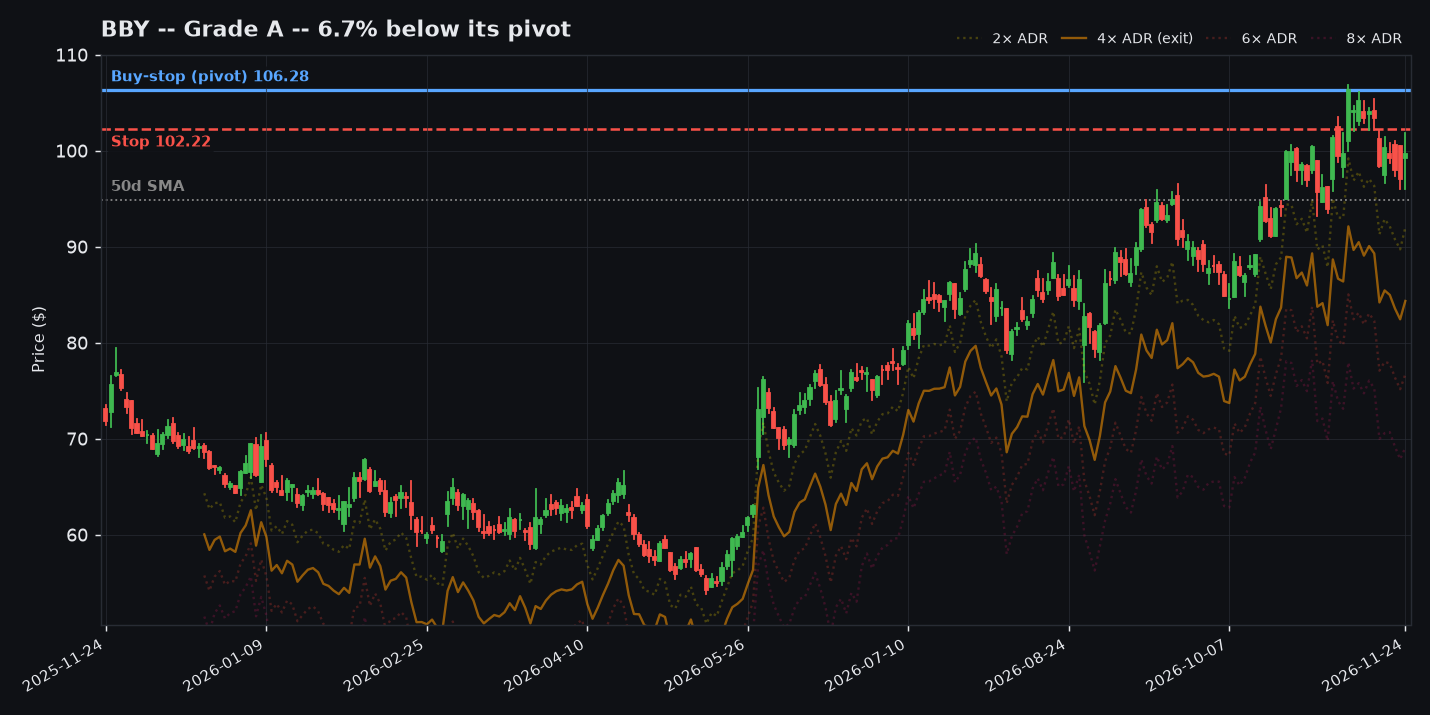 BBY -- Grade A -- 6.7% below its pivot
2× ADR
4× ADR (exit)
6× ADR
8× ADR
110
Buy-stop (pivot) 106.28
Stop 102.22
100
50d SMA
90
80
70
60
Price ($)
2025-11-24
2026-01-09
2026-02-25
2026-04-10
2026-05-26
2026-07-10
2026-08-24
2026-10-07
2026-11-24